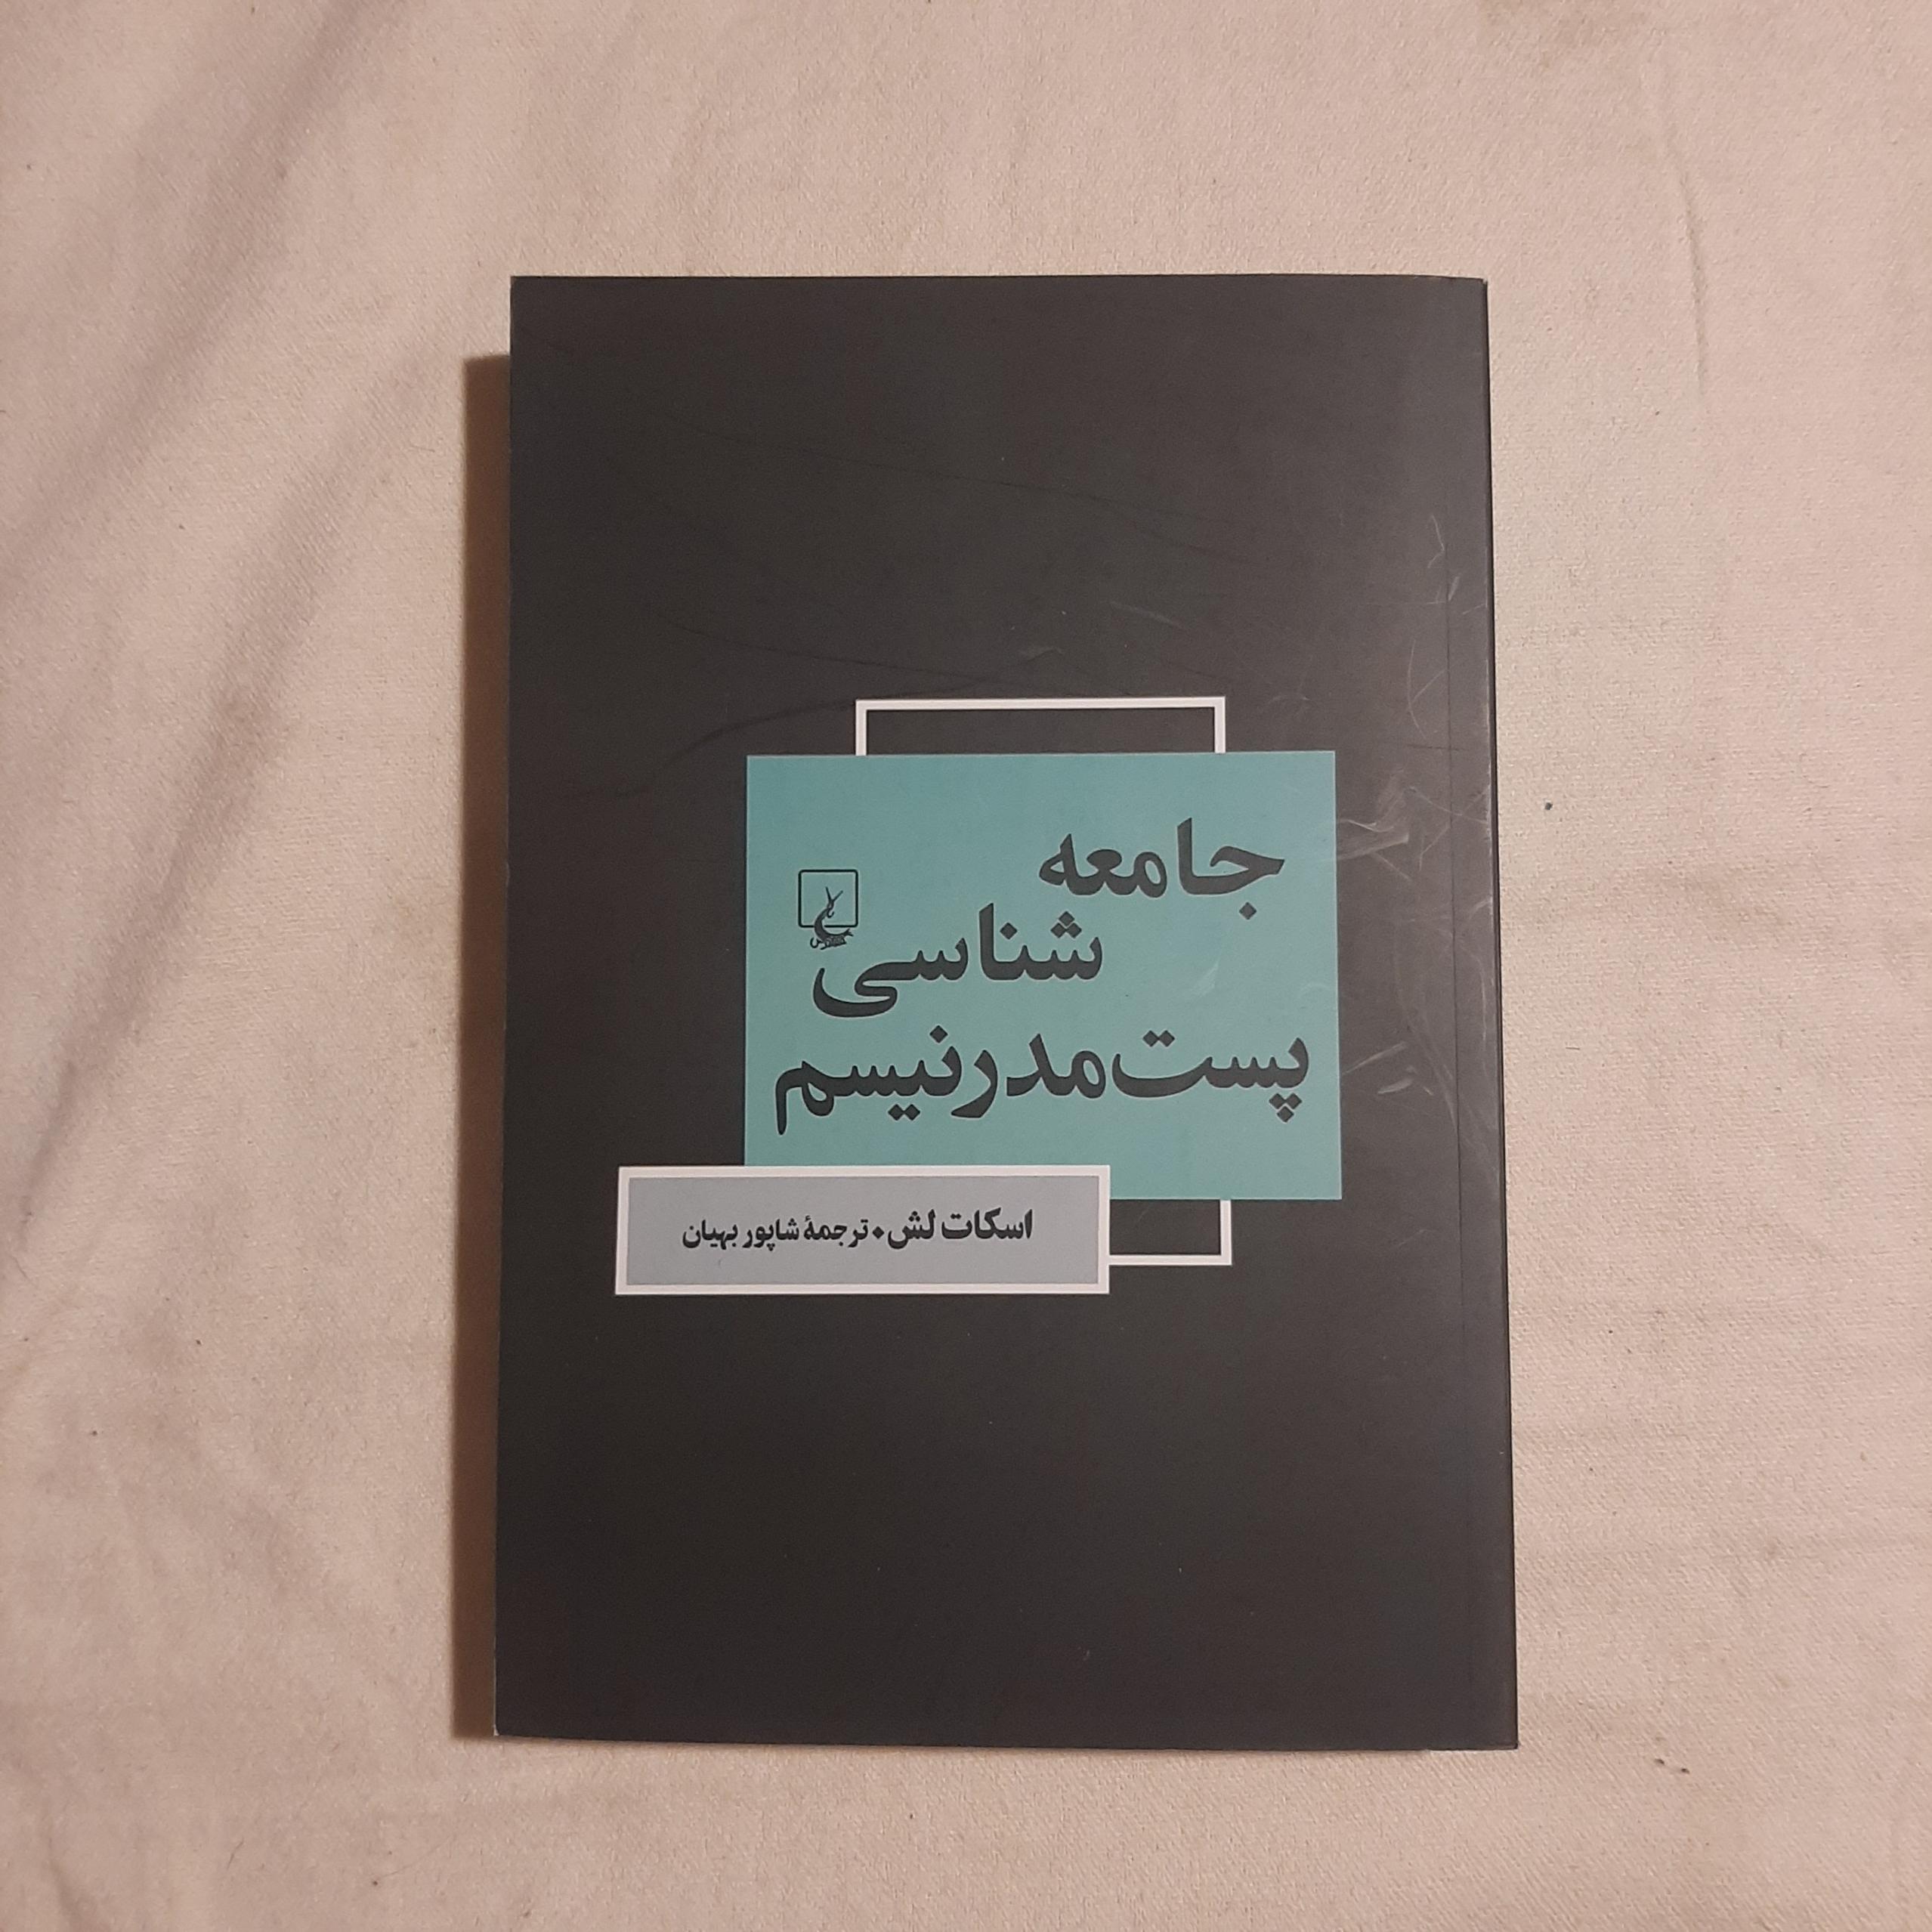 جامعه
شناسی
پست‌مدرنیسم
اسکات لش • ترجمهٔ شاپور بهیان